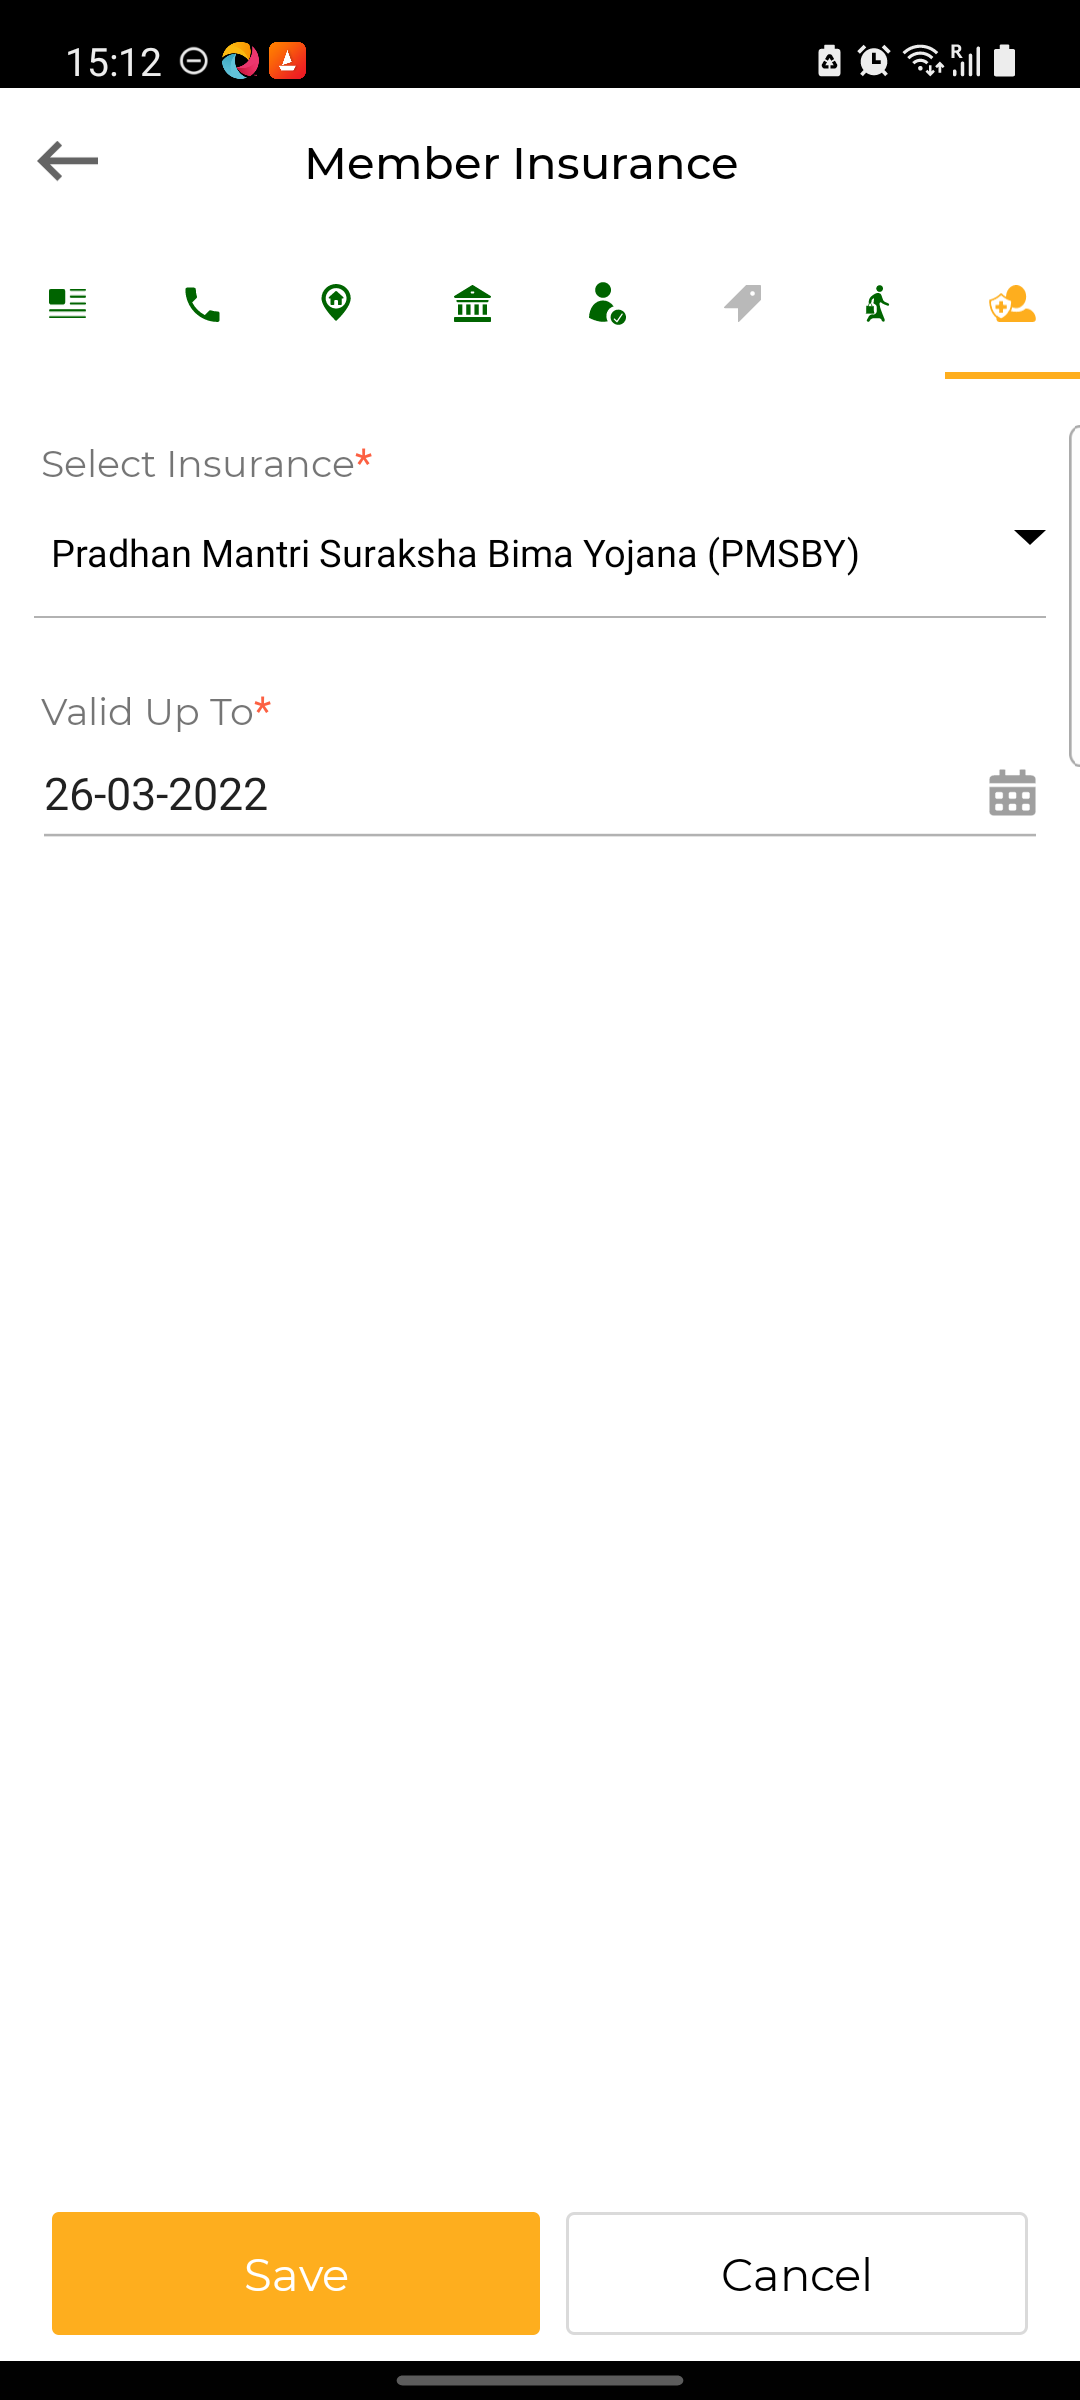 15:12
R
Member Insurance
Select Insurance*
Pradhan Mantri Suraksha Bima Yojana (PMSBY)
Valid Up To*
26-03-2022
Save
Cancel